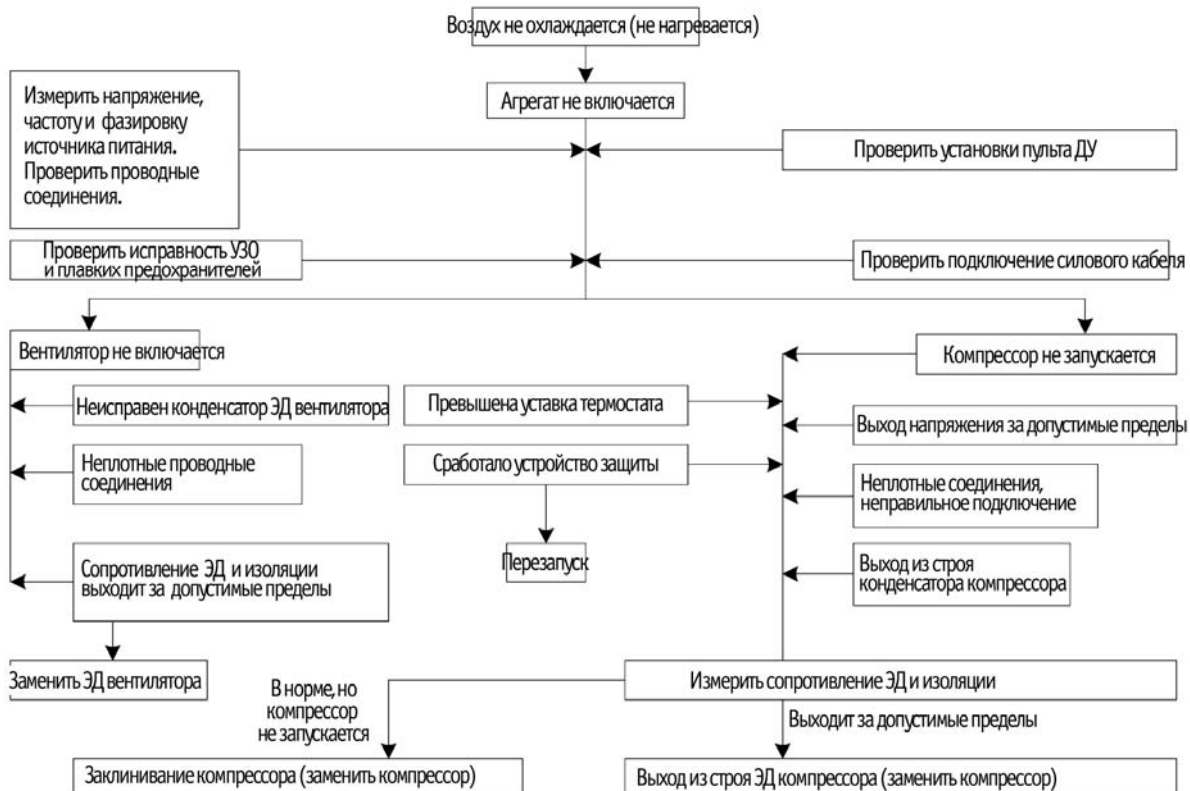 Воздух не охлаждается (не нагревается)
Агрегат не включается
Измерить напряжение,
частоту и фазировку
источника питания.
Проверить проводные
соединения.
Проверить установки пульта ДУ
Проверить исправность УЗО
и плавких предохранителей
Проверить подключение силового кабеля
Вентилятор не включается
Компрессор не запускается
Неисправен конденсатор ЭД вентилятора
Превышена уставка термостата
Выход напряжения за допустимые пределы
Неплотные проводные
соединения
Сработало устройство защиты
Неплотные соединения,
неправильное подключение
Перезапуск
Сопротивление ЭД и изоляции
выходит за допустимые пределы
Выход из строя
конденсатора компрессора
Заменить ЭД вентилятора
В норме, но
компрессор
не запускается
Измерить сопротивление ЭД и изоляции
Выходит за допустимые пределы
Заклинивание компрессора (заменить компрессор)
Выход из строя ЭД компрессора (заменить компрессор)